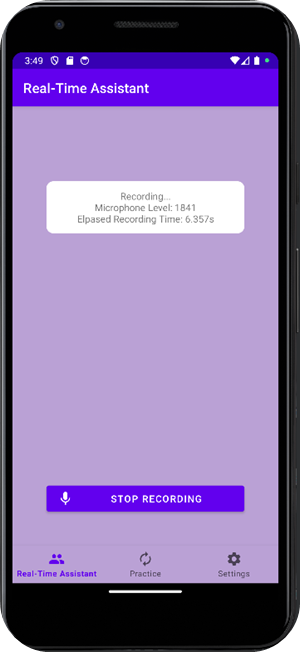 3:49
Real-Time Assistant
Recording...
Microphone Level: 1841
Elpased Recording Time: 6.357s
STOP RECORDING
Real-Time Assistant
Practice
Settings